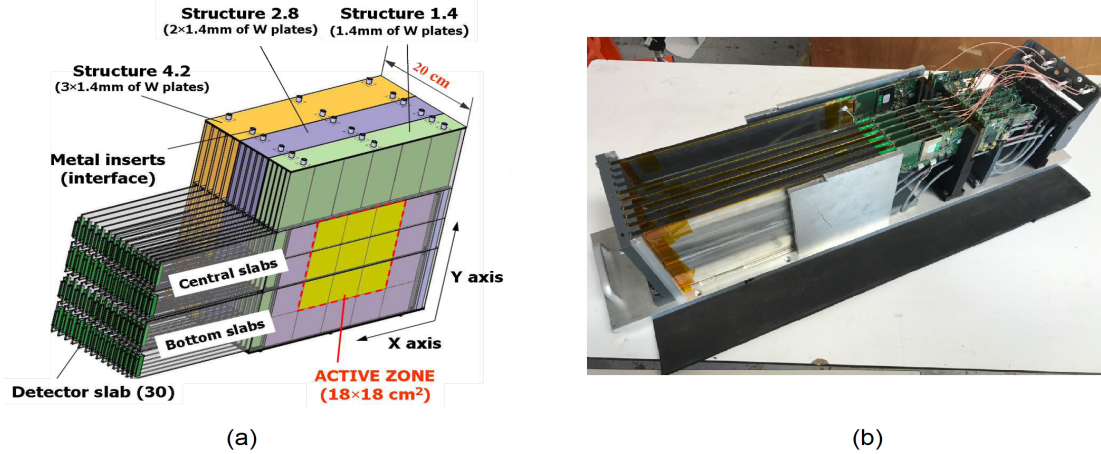 Structure 2.8
(2×1.4mm of W plates)
Structure 1.4
(1.4mm of W plates)
Structure 4.2
(3×1.4mm of W plates)
20 cm
Metal inserts
(interface)
Central slabs
Y axis
Bottom slabs
X axis
ACTIVE ZONE
(18×18 cm²)
Detector slab (30)
(a)
(b)